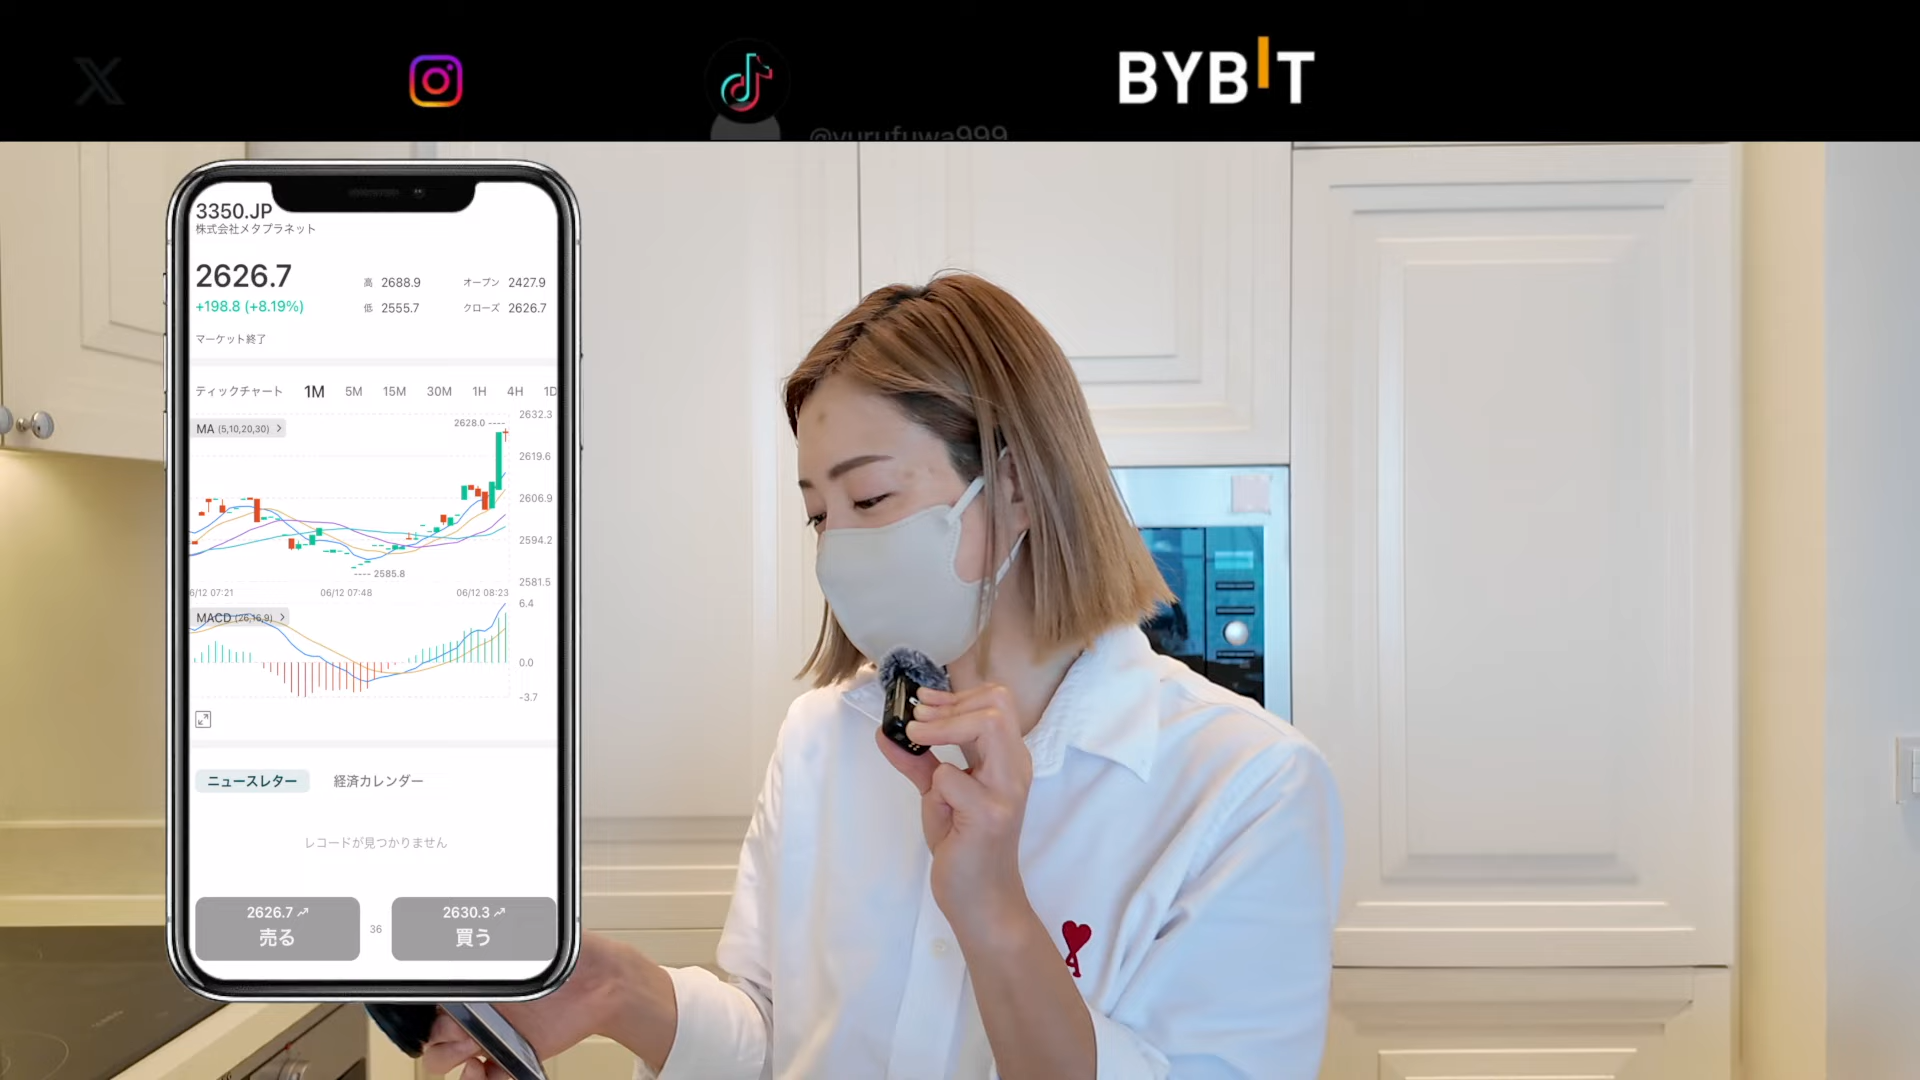 BYBIT
@yurufuwa999
3350.JP
株式会社メタプラネット
2626.7
高 2688.9 オープン 2427.9
+198.8 (+8.19%)
低 2555.7 クローズ 2626.7
マーケット終了
ティックチャート 1M 5M 15M 30M 1H 4H 1D
2632.3
2628.0
MA (5,10,20,30) >
2619.6
2606.9
2594.2
2585.8
2581.5
6/12 07:21 06/12 07:48 06/12 08:23
6.4
MACD (26,16,9) >
0.0
-3.7
ニュースレター 経済カレンダー
レコードが見つかりません
2626.7 2630.3
売る 36 買う